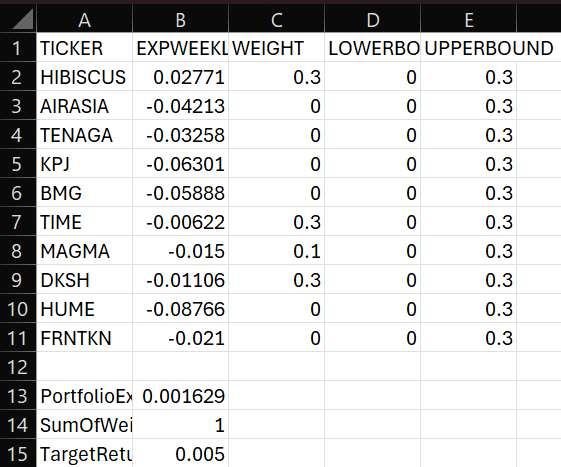 A B C D E
1 TICKER EXPWEEKL WEIGHT LOWERBO UPPERBOUND
2 HIBISCUS 0.02771 0.3 0 0.3
3 AIRASIA -0.04213 0 0 0.3
4 TENAGA -0.03258 0 0 0.3
5 KPJ -0.06301 0 0 0.3
6 BMG -0.05888 0 0 0.3
7 TIME -0.00622 0.3 0 0.3
8 MAGMA -0.015 0.1 0 0.3
9 DKSH -0.01106 0.3 0 0.3
10 HUME -0.08766 0 0 0.3
11 FRNTKN -0.021 0 0 0.3
12
13 PortfolioEx 0.001629
14 SumOfWei 1
15 TargetRetu 0.005